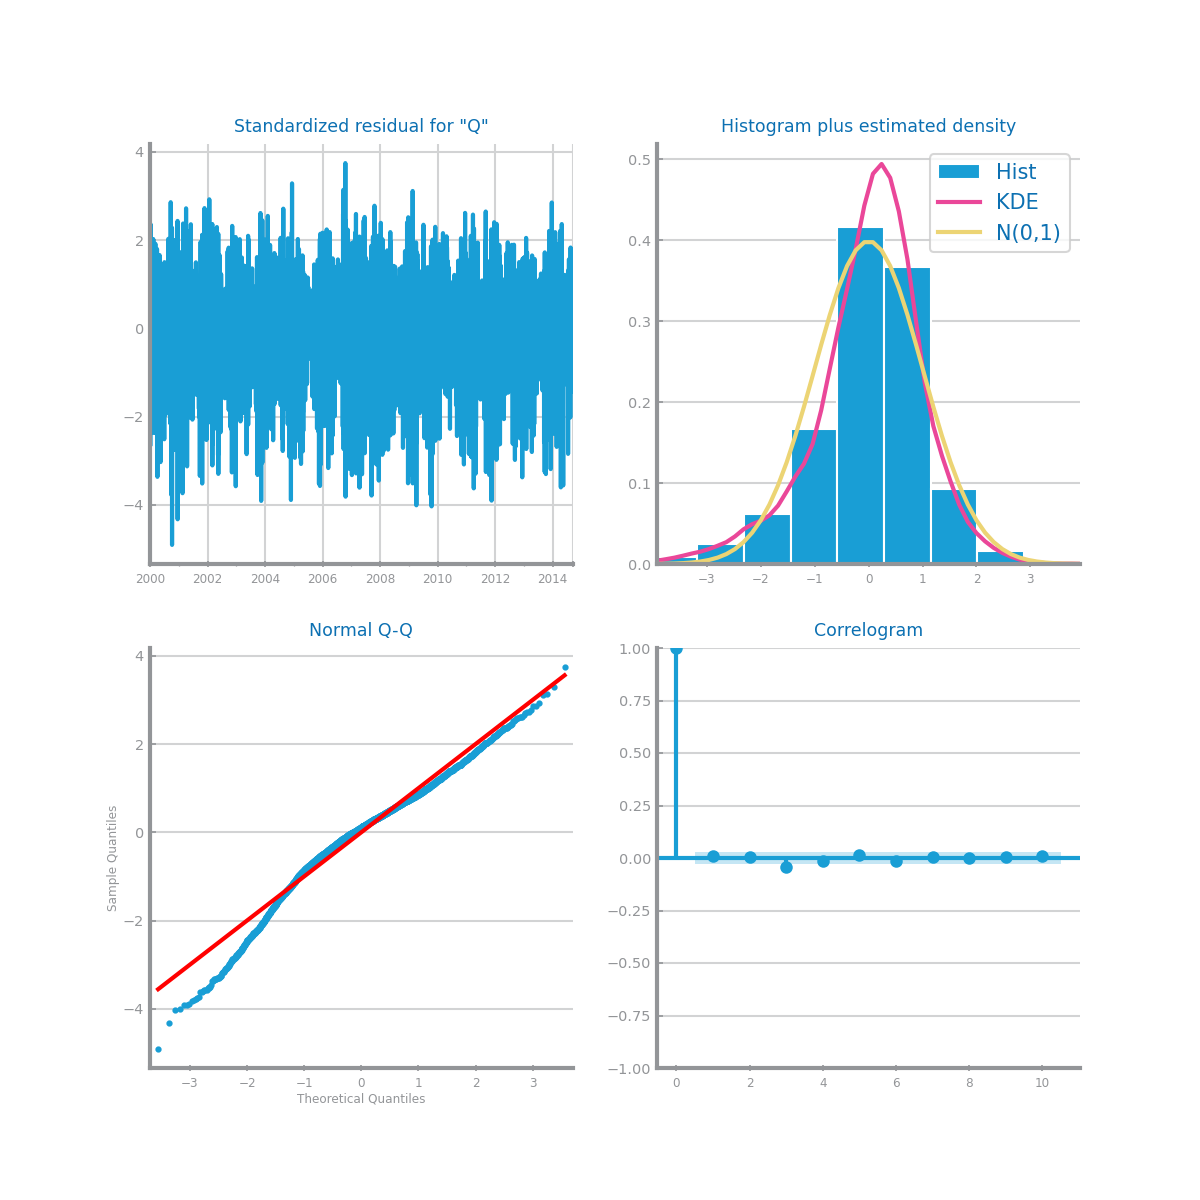 Standardized residual for "Q"
4
2
0
−2
−4
2000 2002 2004 2006 2008 2010 2012 2014
Histogram plus estimated density
Hist
KDE
N(0,1)
0.5
0.4
0.3
0.2
0.1
0.0
−3 −2 −1 0 1 2 3
Normal Q-Q
Sample Quantiles
4
2
0
−2
−4
−3 −2 −1 0 1 2 3
Theoretical Quantiles
Correlogram
1.00
0.75
0.50
0.25
0.00
−0.25
−0.50
−0.75
−1.00
0 2 4 6 8 10